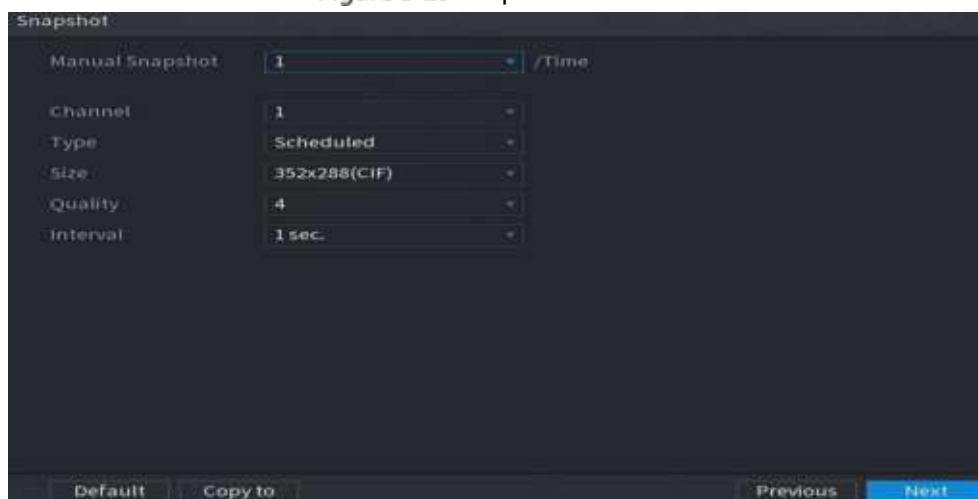 Snapshot
Manual Snapshot 1 /Time
Channel 1
Type Scheduled
Size 352x288(CIF)
Quality 4
Interval 1 sec.
Default Copy to Previous Next